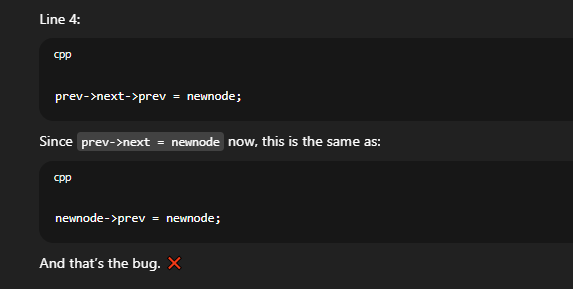 Line 4:
cpp
prev->next->prev = newnode;
Since prev->next = newnode now, this is the same as:
cpp
newnode->prev = newnode;
And that’s the bug. ❌